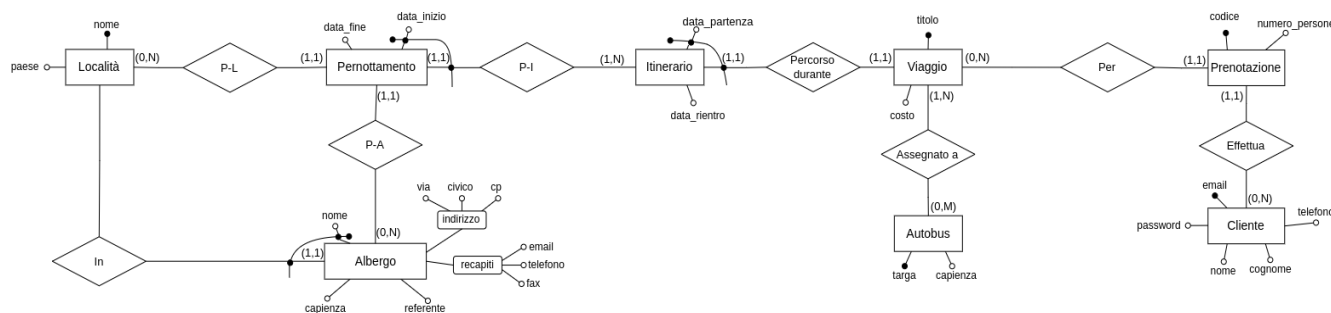 data_inizio
data_fine
nome
data_partenza
titolo
codice
numero_persone
paese
Località
(0,N)
P-L
(1,1)
Pernottamento
(1,1)
P-I
(1,N)
Itinerario
(1,1)
Percorso
durante
(1,1)
Viaggio
(0,N)
Per
(1,1)
Prenotazione
(1,1)
(1,N)
(1,1)
costo
data_rientro
P-A
Assegnato a
Effettua
via
civico
cp
indirizzo
email
nome
(0,N)
(0,M)
(0,N)
password
Cliente
telefono
Autobus
In
(1,1)
Albergo
recapiti
email
telefono
fax
targa
capienza
nome
cognome
capienza
referente